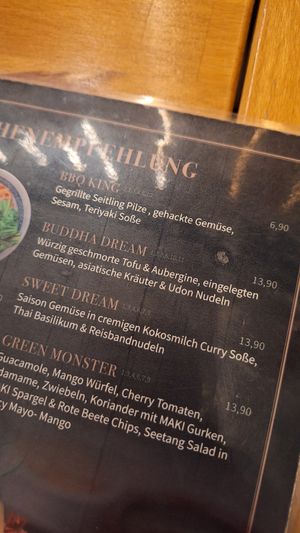 HENEMPFEHLUNG
BBQ KING
Gegrillte Seitling Pilze , gehackte Gemüse, 6,90
Sesam, Teriyaki Soße
BUDDHA DREAM
Würzig geschmorte Tofu & Aubergine, eingelegten 13,90
Gemüsen, asiatische Kräuter & Udon Nudeln
SWEET DREAM
Saison Gemüse in cremigen Kokosmilch Curry Soße, 13,90
Thai Basilikum & Reisbandnudeln
GREEN MONSTER
Guacamole, Mango Würfel, Cherry Tomaten, 13,90
damame, Zwiebeln, Koriander mit MAKI Gurken,
KI Spargel & Rote Beete Chips, Seetang Salad in
y Mayo- Mango